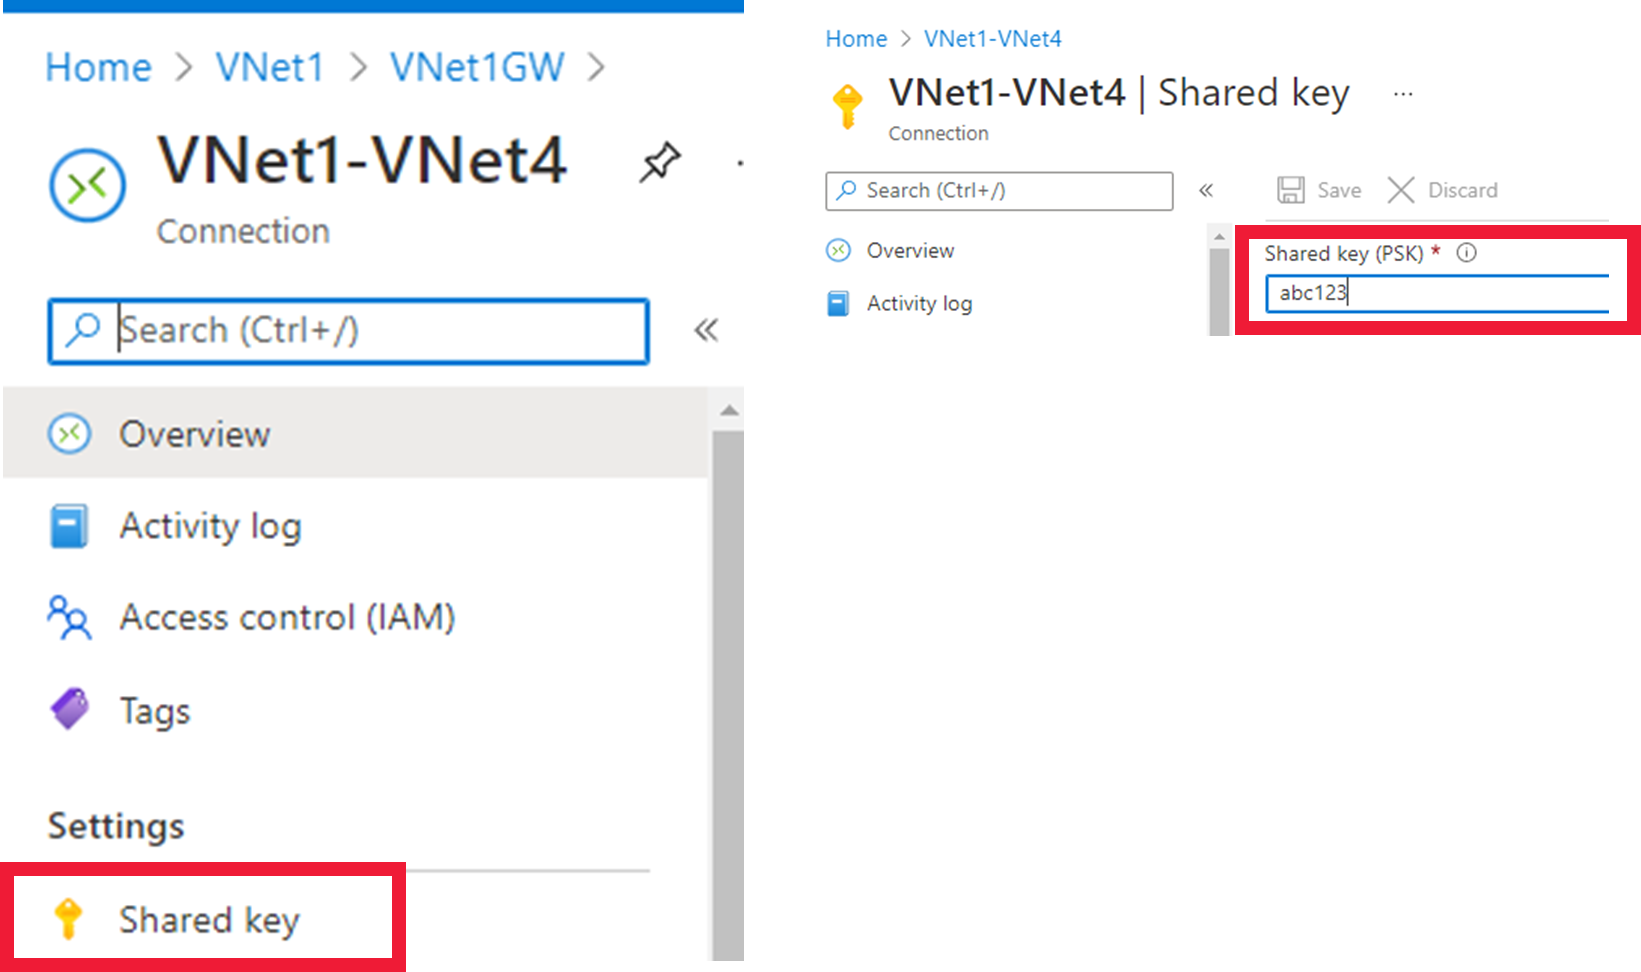 Home > VNet1 > VNet1GW >
VNet1-VNet4
Connection
Search (Ctrl+/)
«
Overview
Activity log
Access control (IAM)
Tags
Settings
Shared key
Home > VNet1-VNet4
VNet1-VNet4 | Shared key ...
Connection
Search (Ctrl+/)
«
Save
Discard
Overview
Activity log
Shared key (PSK) *
abc123